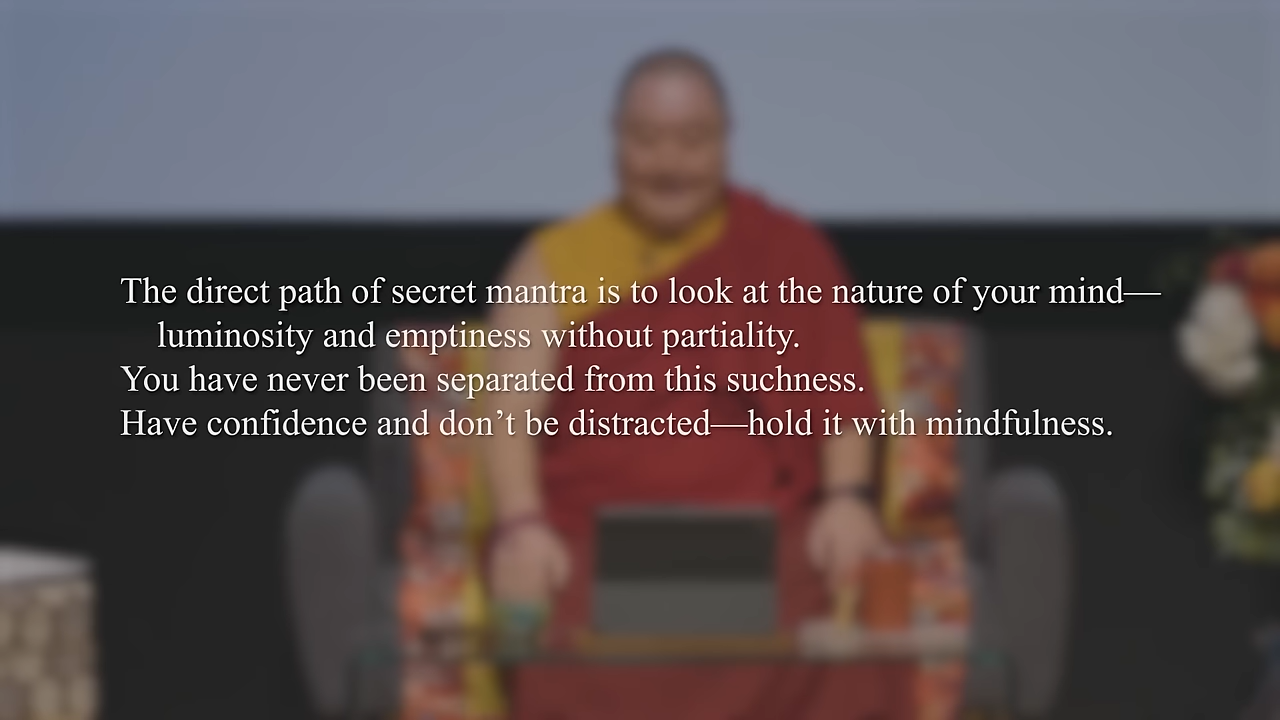 The direct path of secret mantra is to look at the nature of your mind—
luminosity and emptiness without partiality.
You have never been separated from this suchness.
Have confidence and don’t be distracted—hold it with mindfulness.